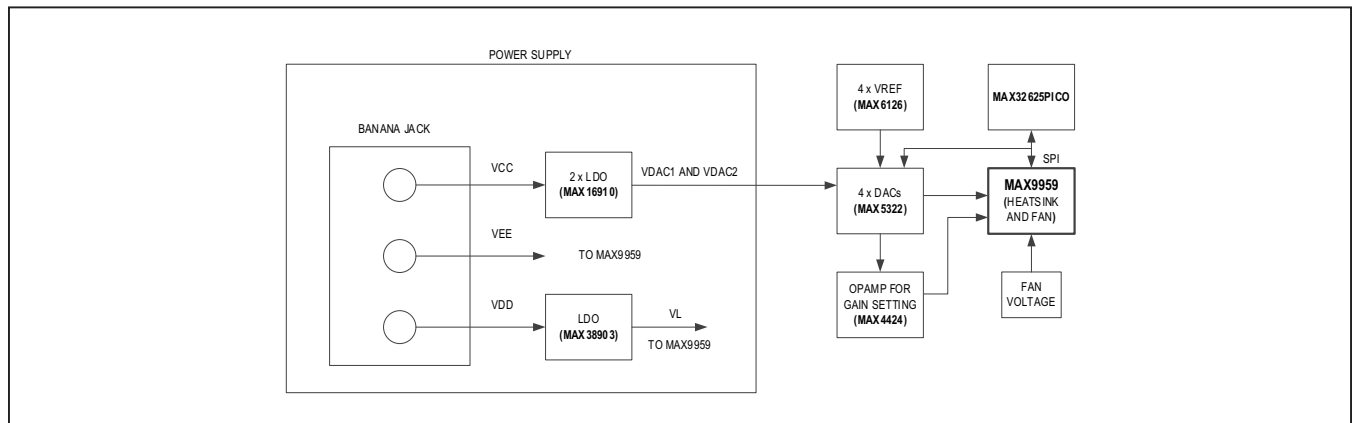 POWER SUPPLY
BANANA JACK
VCC
2 x LDO
(MAX16910)
VDAC1 AND VDAC2
VEE
TO MAX9959
VDD
LDO
(MAX38903)
VL
TO MAX9959
4 x VREF
(MAX6126)
MAX32625PICO
SPI
4 x DACs
(MAX5322)
MAX9959
(HEATSINK
AND FAN)
OPAMP FOR
GAIN SETTING
(MAX4424)
FAN
VOLTAGE